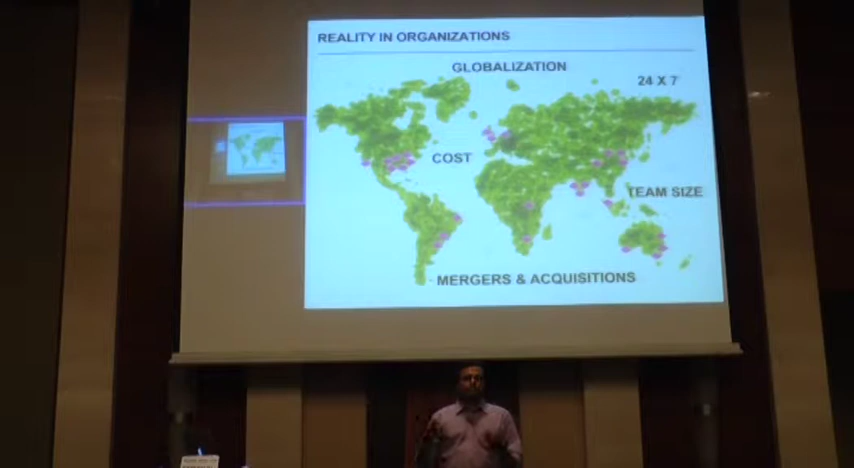 REALITY IN ORGANIZATIONS
GLOBALIZATION
24 X 7
COST
TEAM SIZE
MERGERS & ACQUISITIONS